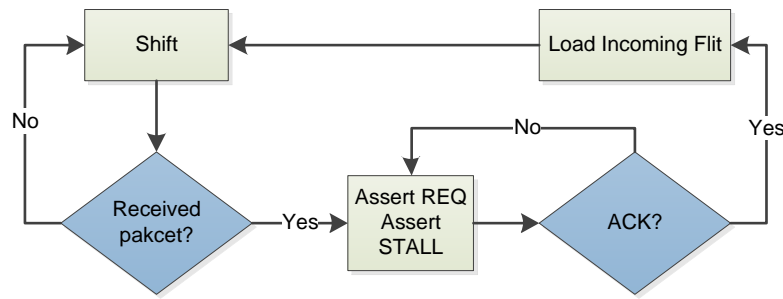 Shift
Load Incoming Flit
No
No
Yes
Received
pakcet?
Yes
Assert REQ
Assert
STALL
ACK?